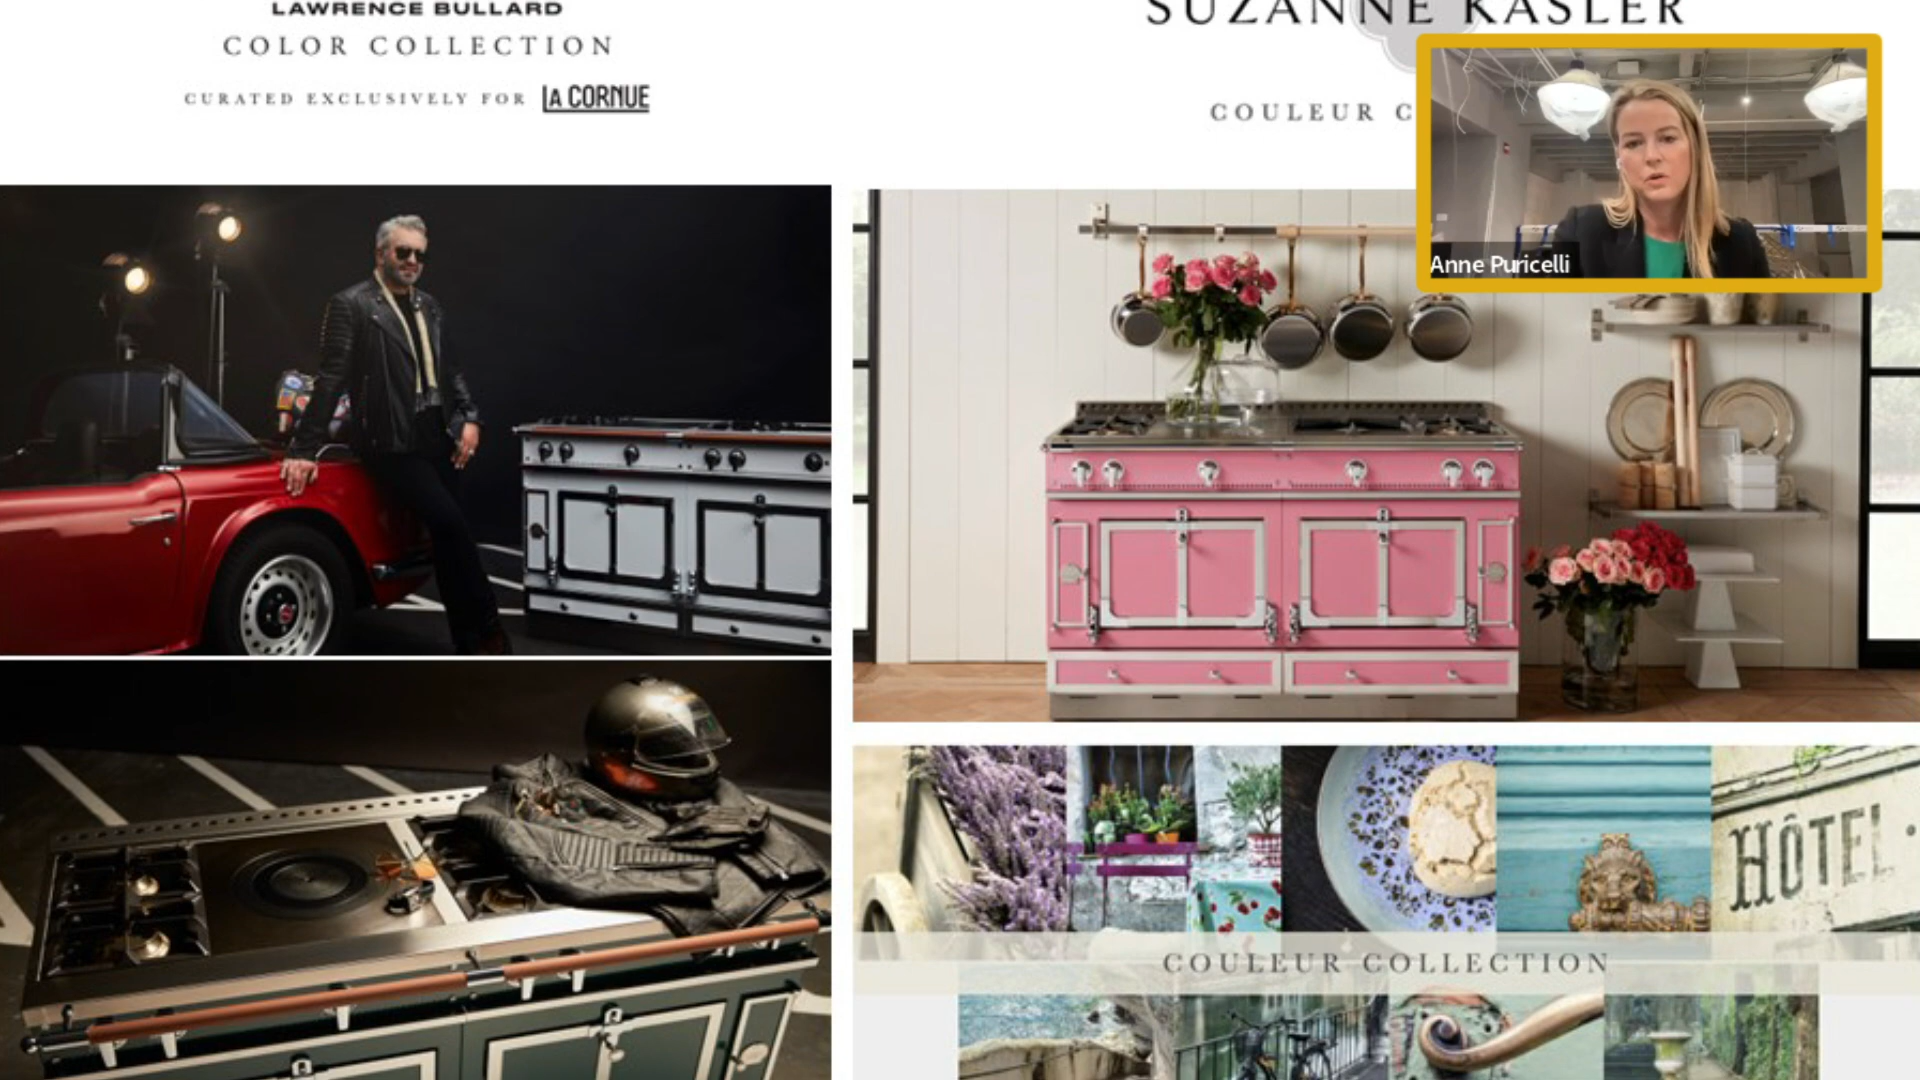 LAWRENCE BULLARD
COLOR COLLECTION
CURATED EXCLUSIVELY FOR LA CORNUE
SUZANNE KASLER
COULEUR C
Anne Puricelli
HÔTEL
COULEUR COLLECTION